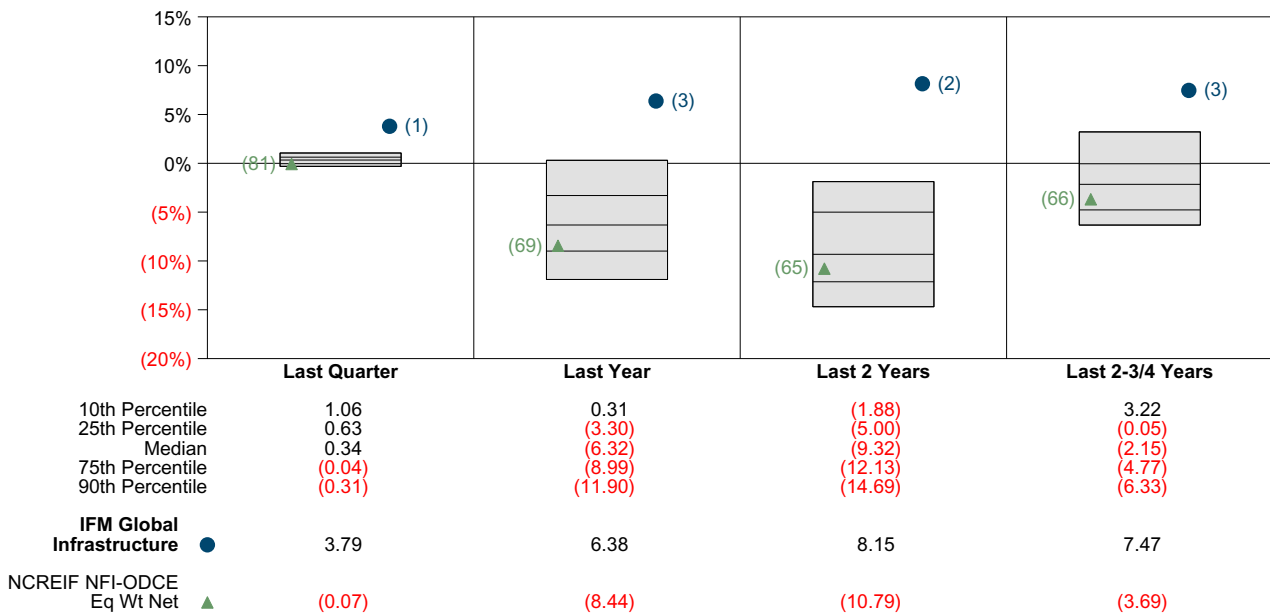 15%
10%
5%
0%
(5%)
(10%)
(15%)
(20%)
(1)
(81)
(3)
(69)
(2)
(65)
(3)
(66)
Last Quarter Last Year Last 2 Years Last 2-3/4 Years
10th Percentile 1.06 0.31 (1.88) 3.22
25th Percentile 0.63 (3.30) (5.00) (0.05)
Median 0.34 (6.32) (9.32) (2.15)
75th Percentile (0.04) (8.99) (12.13) (4.77)
90th Percentile (0.31) (11.90) (14.69) (6.33)
IFM Global
Infrastructure 3.79 6.38 8.15 7.47
NCREIF NFI-ODCE
Eq Wt Net (0.07) (8.44) (10.79) (3.69)